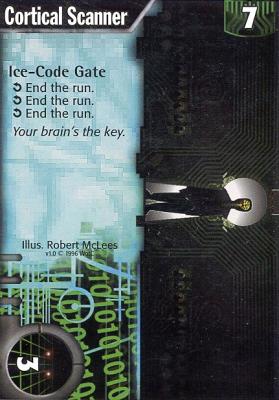 Cortical Scanner
7
Ice-Code Gate
End the run.
End the run.
End the run.
Your brain's the key.
Illus. Robert McLees
v1.0 © 1996 WotC
3